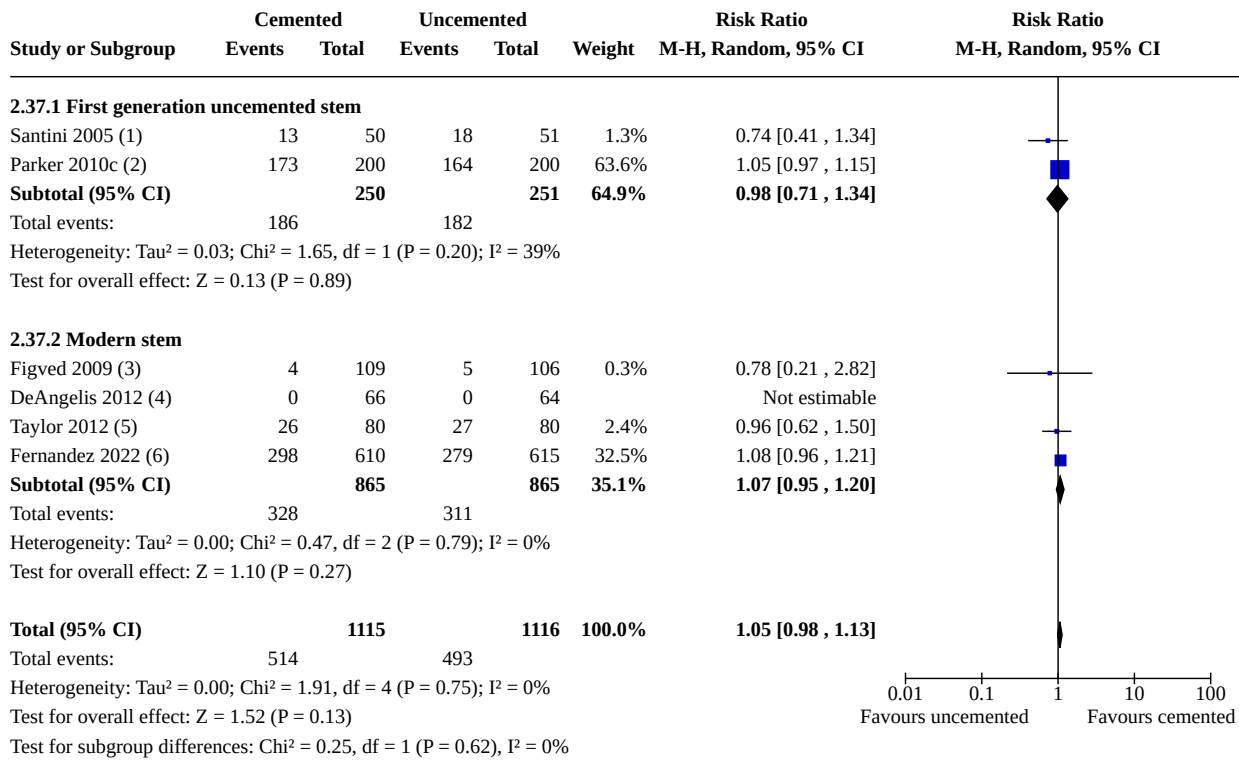 Cemented Uncemented Risk Ratio Risk Ratio
Study or Subgroup Events Total Events Total Weight M-H, Random, 95% CI M-H, Random, 95% CI
2.37.1 First generation uncemented stem
Santini 2005 (1) 13 50 18 51 1.3% 0.74 [0.41 , 1.34]
Parker 2010c (2) 173 200 164 200 63.6% 1.05 [0.97 , 1.15]
Subtotal (95% CI) 250 251 64.9% 0.98 [0.71 , 1.34]
Total events: 186 182
Heterogeneity: Tau² = 0.03; Chi² = 1.65, df = 1 (P = 0.20); I² = 39%
Test for overall effect: Z = 0.13 (P = 0.89)
2.37.2 Modern stem
Figved 2009 (3) 4 109 5 106 0.3% 0.78 [0.21 , 2.82]
DeAngelis 2012 (4) 0 66 0 64 Not estimable
Taylor 2012 (5) 26 80 27 80 2.4% 0.96 [0.62 , 1.50]
Fernandez 2022 (6) 298 610 279 615 32.5% 1.08 [0.96 , 1.21]
Subtotal (95% CI) 865 865 35.1% 1.07 [0.95 , 1.20]
Total events: 328 311
Heterogeneity: Tau² = 0.00; Chi² = 0.47, df = 2 (P = 0.79); I² = 0%
Test for overall effect: Z = 1.10 (P = 0.27)
Total (95% CI) 1115 1116 100.0% 1.05 [0.98 , 1.13]
Total events: 514 493
Heterogeneity: Tau² = 0.00; Chi² = 1.91, df = 4 (P = 0.75); I² = 0%
0.01 0.1 1 10 100
Test for overall effect: Z = 1.52 (P = 0.13)
Favours uncemented Favours cemented
Test for subgroup differences: Chi² = 0.25, df = 1 (P = 0.62), I² = 0%